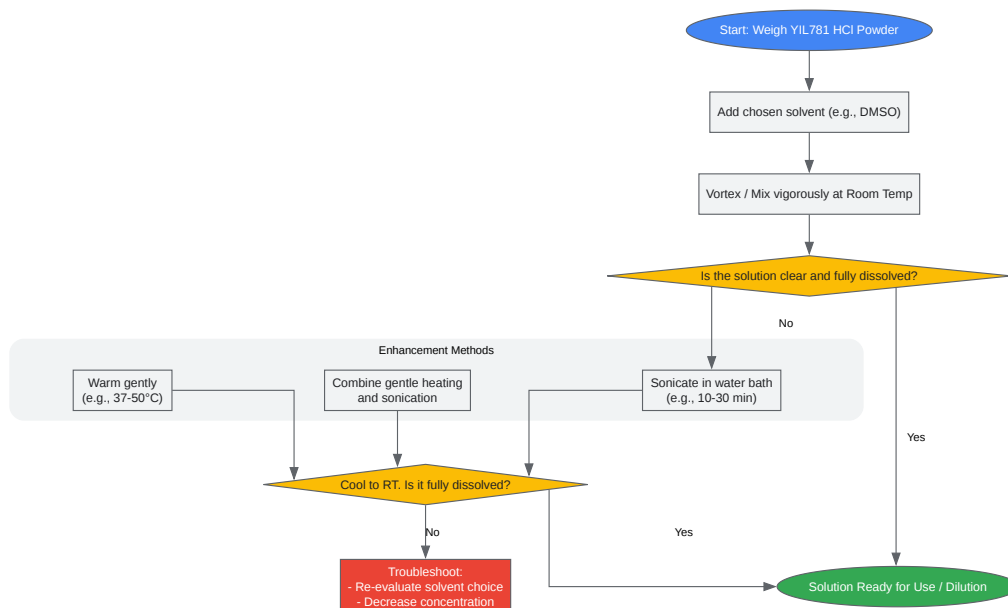 Start: Weigh YIL781 HCl Powder
Add chosen solvent (e.g., DMSO)
Vortex / Mix vigorously at Room Temp
Is the solution clear and fully dissolved?
No
Enhancement Methods
Warm gently
(e.g., 37-50°C)
Combine gentle heating
and sonication
Sonicate in water bath
(e.g., 10-30 min)
Yes
Cool to RT. Is it fully dissolved?
No
Yes
Troubleshoot:
- Re-evaluate solvent choice
- Decrease concentration
Solution Ready for Use / Dilution